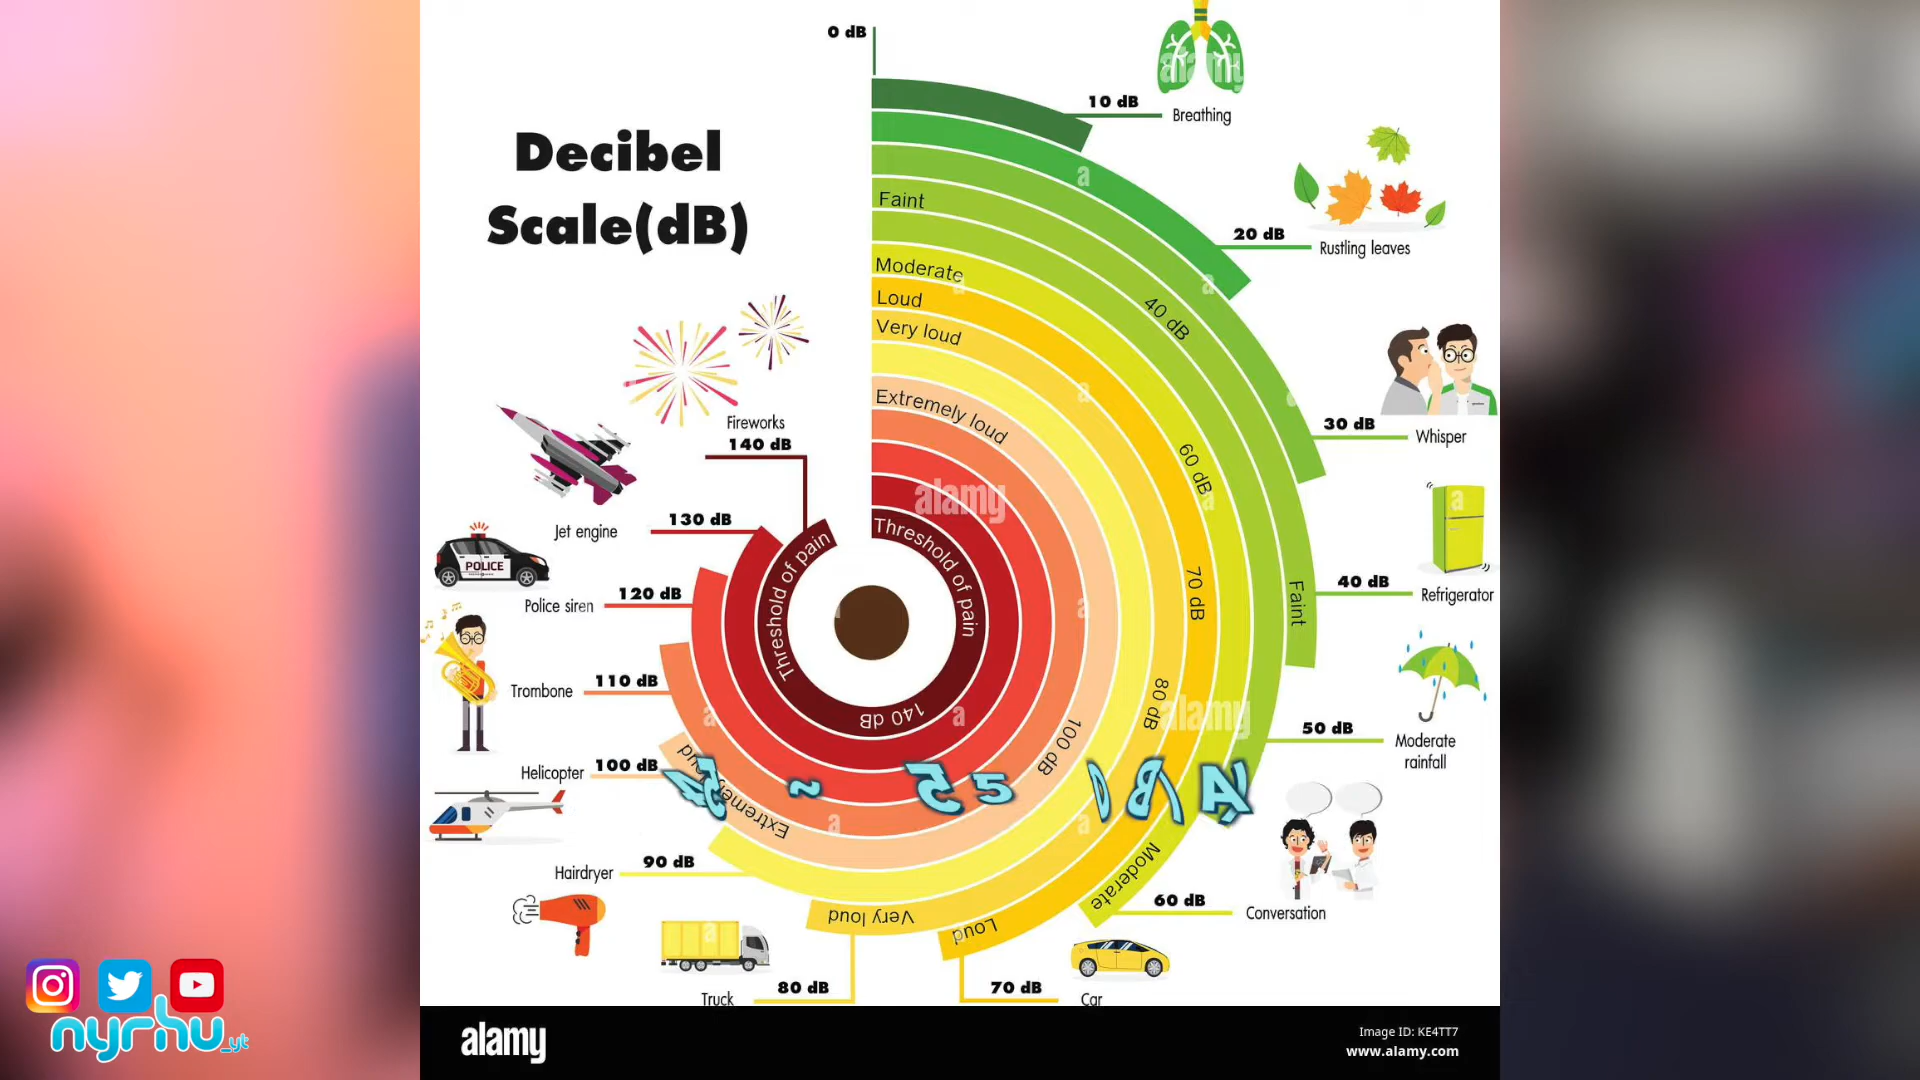 0 dB
10 dB
Breathing
Decibel
Scale(dB)
20 dB
Rustling leaves
Faint
Moderate
Loud
Very loud
Extremely loud
40 dB
60 dB
70 dB
80 dB
100 dB
Threshold of pain
Threshold of pain
140 dB
30 dB
Whisper
40 dB
Refrigerator
Faint
50 dB
Moderate
rainfall
60 dB
Conversation
Moderate
70 dB
Car
Loud
80 dB
Truck
Very loud
90 dB
Hairdryer
100 dB
Helicopter
110 dB
Trombone
120 dB
Police siren
POLICE
130 dB
Jet engine
Fireworks
140 dB
alamy
alamy
alamy
nyrhu_yt
alamy
Image ID: KE4TT7
www.alamy.com